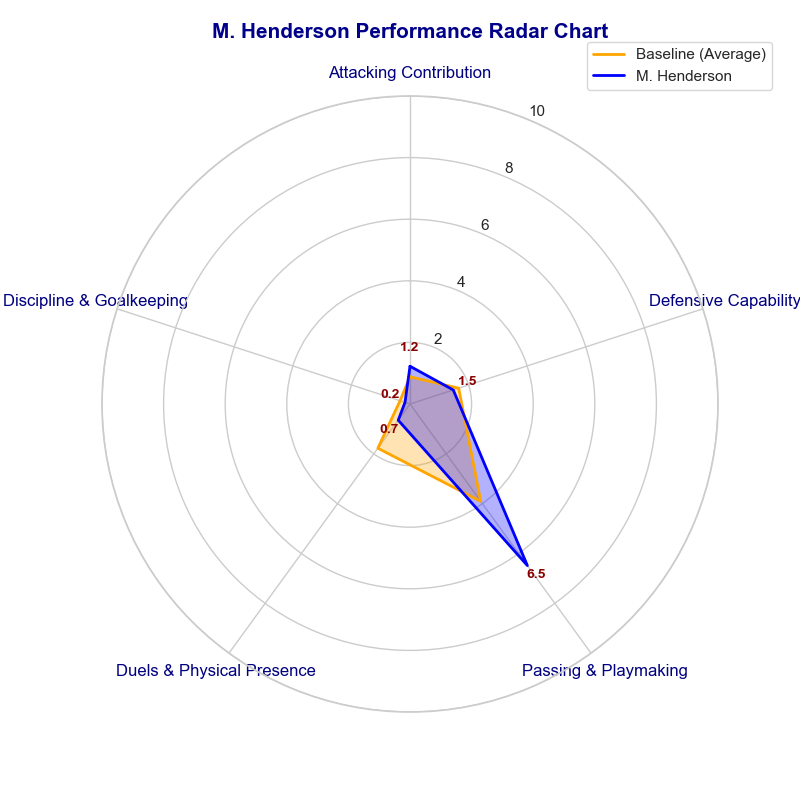 M. Henderson Performance Radar Chart
Baseline (Average)
M. Henderson
Attacking Contribution
10
8
6
4
2
1.2
Discipline & Goalkeeping
Defensive Capability
0.2
1.5
0.7
6.5
Duels & Physical Presence
Passing & Playmaking